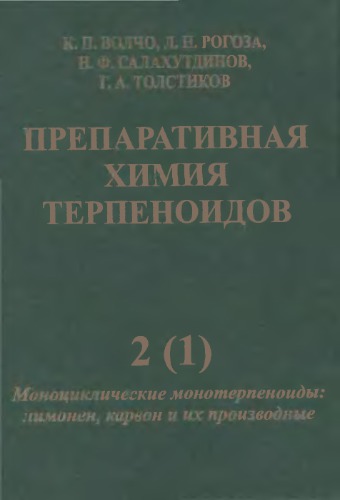 К. П. ВОЛЧО, Л. Н. РОГОЗА,
Н. Ф. САЛАХУТДИНОВ,
Г. А. ТОЛСТИКОВ
ПРЕПАРАТИВНАЯ
ХИМИЯ
ТЕРПЕНОИДОВ
2 (1)
Моноциклические монотерпеноиды:
лимонен, карвон и их производные